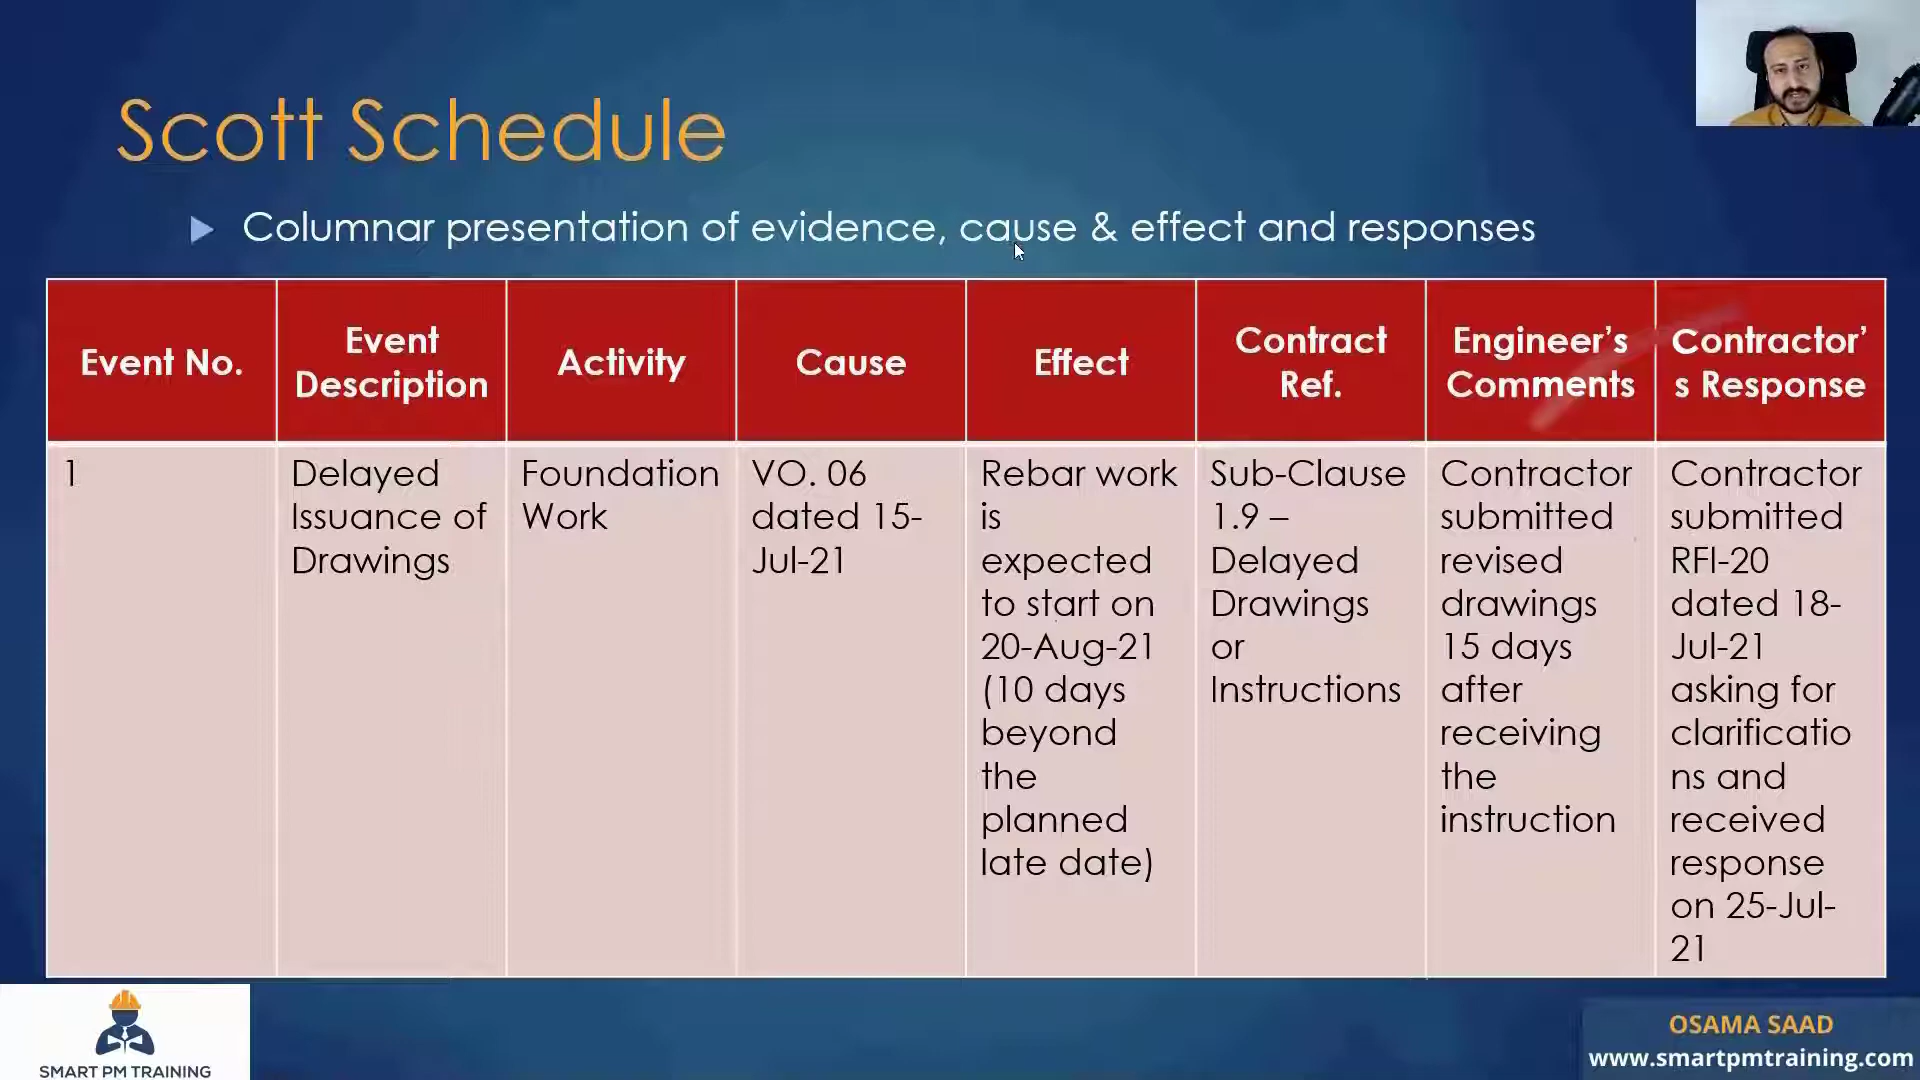 Scott Schedule
Columnar presentation of evidence, cause & effect and responses
Event No.
Event
Description
Activity
Cause
Effect
Contract
Ref.
Engineer’s
Comments
Contractor’
s Response
1
Delayed
Issuance of
Drawings
Foundation
Work
VO. 06
dated 15-
Jul-21
Rebar work
is
expected
to start on
20-Aug-21
(10 days
beyond
the
planned
late date)
Sub-Clause
1.9 –
Delayed
Drawings
or
Instructions
Contractor
submitted
revised
drawings
15 days
after
receiving
the
instruction
Contractor
submitted
RFI-20
dated 18-
Jul-21
asking for
clarificatio
ns and
received
response
on 25-Jul-
21
SMART PM TRAINING
OSAMA SAAD
www.smartpmtraining.com